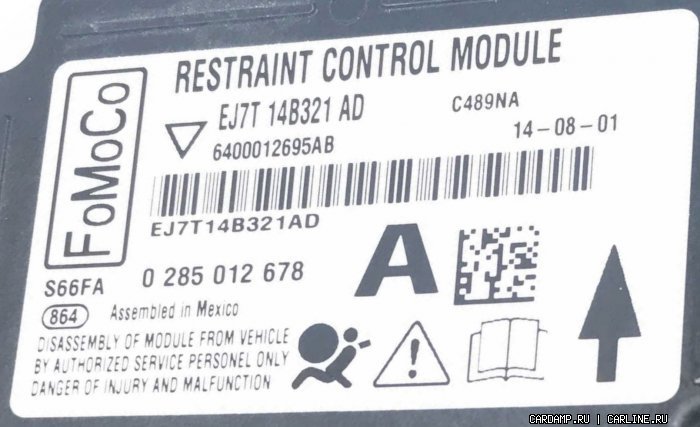 FoMoCo
RESTRAINT CONTROL MODULE
EJ7T 14B321 AD
C489NA
6400012695AB
14-08-01
EJ7T14B321AD
S66FA
0 285 012 678
A
864
Assembled in Mexico
DISASSEMBLY OF MODULE FROM VEHICLE
BY AUTHORIZED SERVICE PERSONEL ONLY
DANGER OF INJURY AND MALFUNCTION
CARDAMP.RU | CARLINE.RU